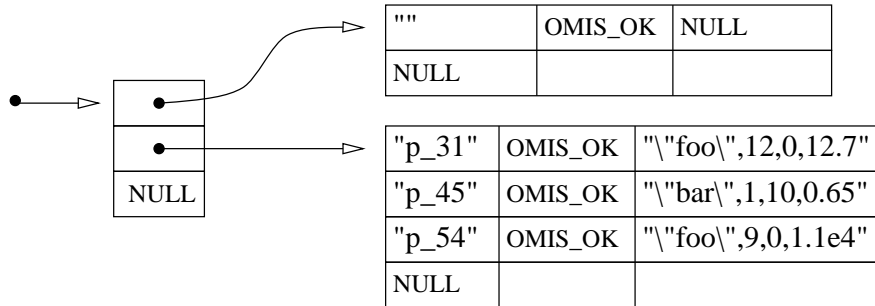 "" OMIS_OK NULL
NULL
NULL
"p_31" OMIS_OK "\"foo\",12,0,12.7"
"p_45" OMIS_OK "\"bar\",1,10,0.65"
"p_54" OMIS_OK "\"foo\",9,0,1.1e4"
NULL